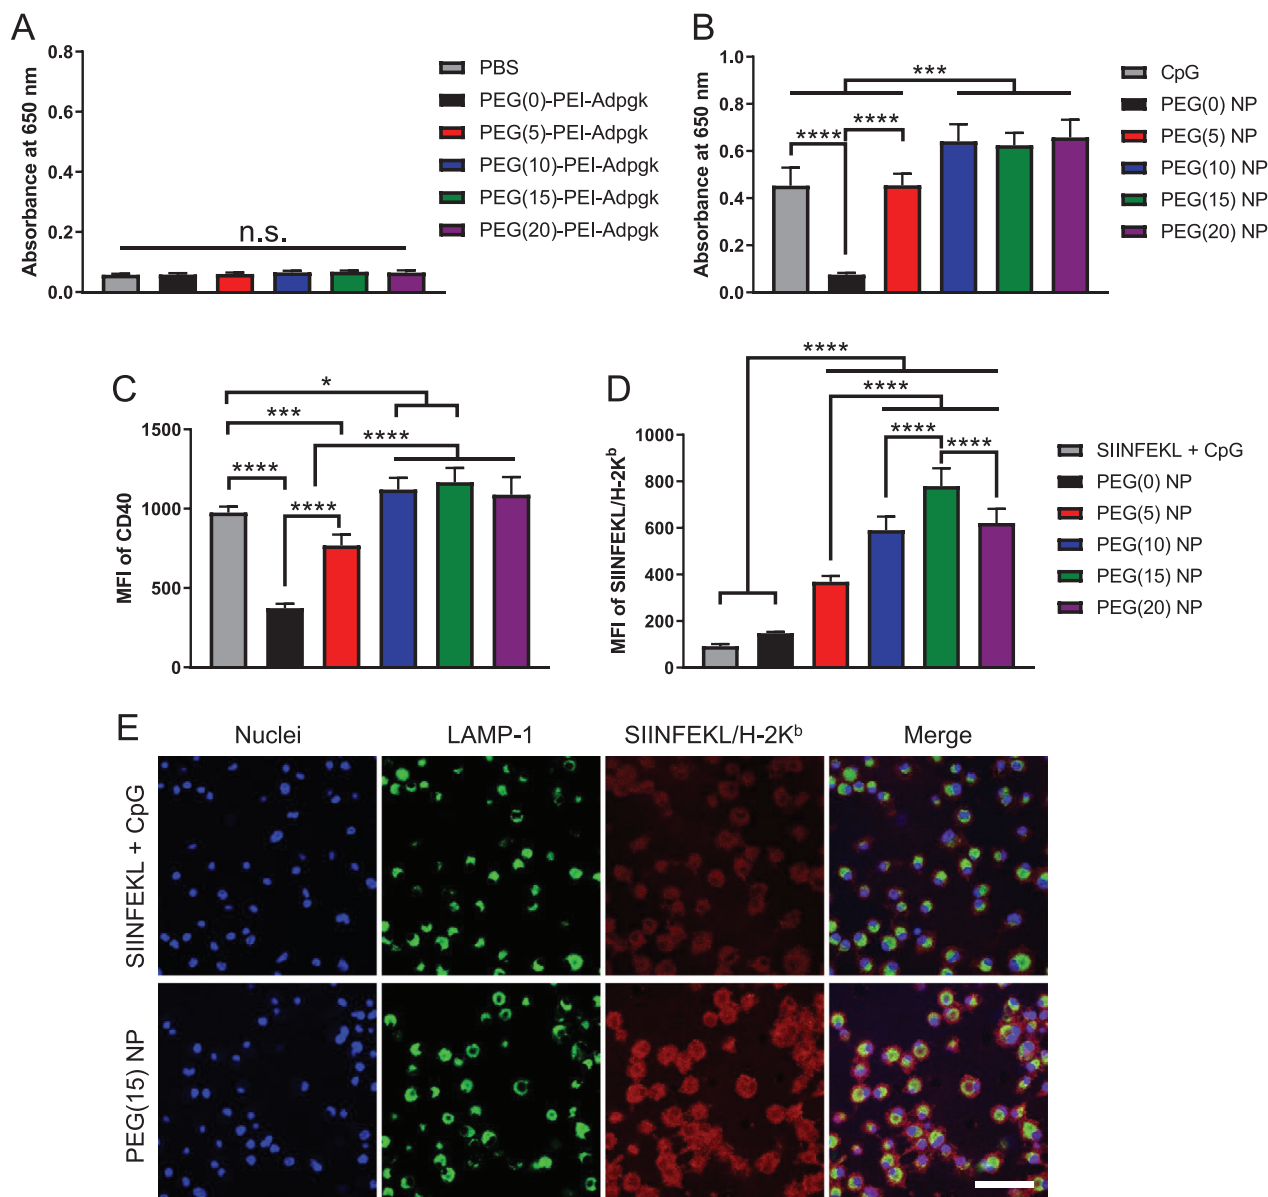 A
Absorbance at 650 nm
0.8
0.6
0.4
0.2
0.0
n.s.
PBS
PEG(0)-PEI-Adpgk
PEG(5)-PEI-Adpgk
PEG(10)-PEI-Adpgk
PEG(15)-PEI-Adpgk
PEG(20)-PEI-Adpgk
B
Absorbance at 650 nm
1.0
0.8
0.6
0.4
0.2
0.0
***
**** ****
CpG
PEG(0) NP
PEG(5) NP
PEG(10) NP
PEG(15) NP
PEG(20) NP
C
MFI of CD40
1500
1000
500
0
*
***
****
****
****
D
MFI of SIINFEKL/H-2Kᵇ
1000
800
600
400
200
0
****
****
**** ****
SIINFEKL + CpG
PEG(0) NP
PEG(5) NP
PEG(10) NP
PEG(15) NP
PEG(20) NP
E
Nuclei LAMP-1 SIINFEKL/H-2Kᵇ Merge
SIINFEKL + CpG
PEG(15) NP